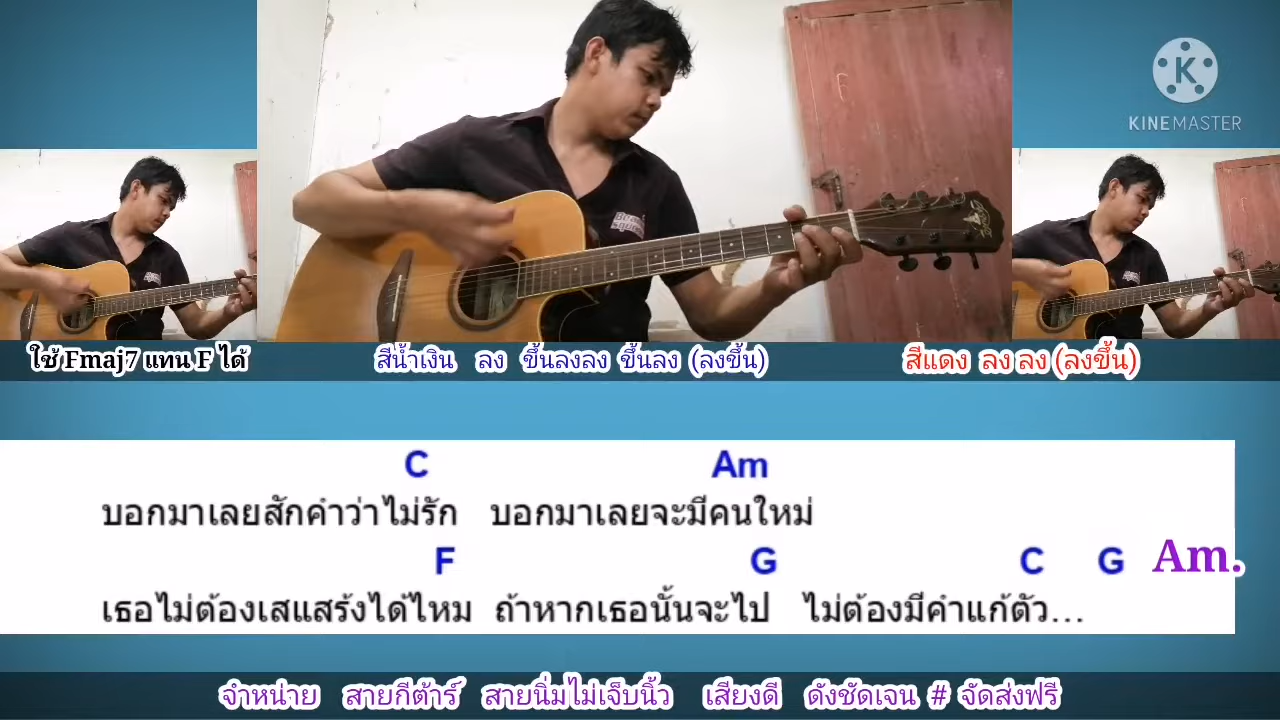 KINEMASTER
ใช้ Fmaj7 แทน F ได้
สีน้ำเงิน ลง ขึ้นลงลง ขึ้นลง (ลงขึ้น)
สีแดง ลง ลง (ลงขึ้น)
C Am
บอกมาเลยสักคำว่าไม่รัก บอกมาเลยจะมีคนใหม่
F G C G Am.
เธอไม่ต้องเสแสร้งได้ไหม ถ้าหากเธอนั้นจะไป ไม่ต้องมีคำแก้ตัว...
จำหน่าย สายกีต้าร์ สายนิ่มไม่เจ็บนิ้ว เสียงดี ดังชัดเจน # จัดส่งฟรี